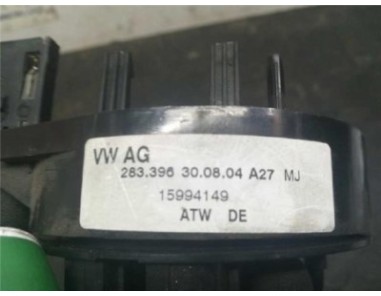 VW AG
283.396 30.08.04 A27 MJ
15994149
ATW DE